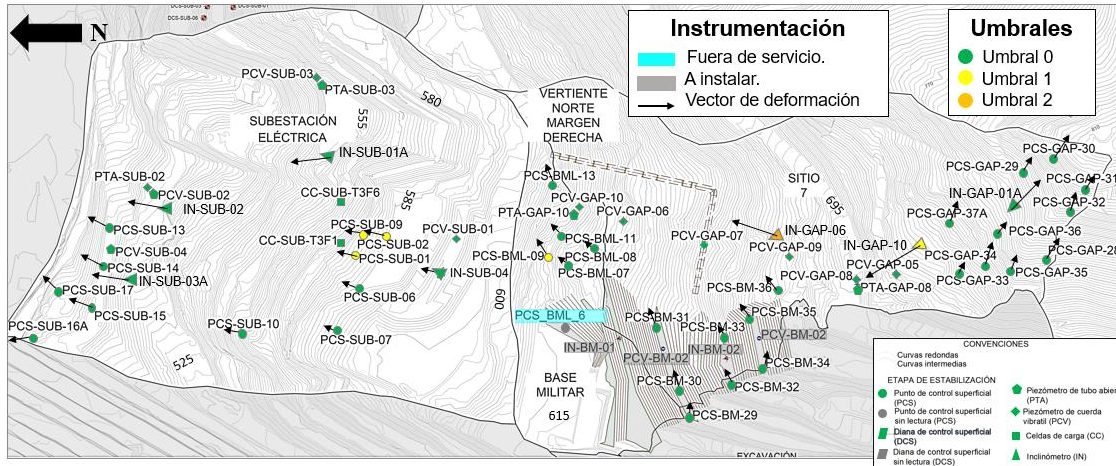 DCS-SUB-06
N
Instrumentación
Fuera de servicio.
A instalar.
Vector de deformación
Umbrales
Umbral 0
Umbral 1
Umbral 2
PCV-SUB-03
PTA-SUB-03
580
555
SUBESTACIÓN
ELÉCTRICA
VERTIENTE
NORTE
MARGEN
DERECHA
IN-SUB-01A
PTA-SUB-02
PCV-SUB-02
IN-SUB-02
CC-SUB-T3F6
585
PCS-SUB-13
PCS-SUB-09
PCV-SUB-01
CC-SUB-T3F1
PCS-SUB-02
PCS-SUB-01
PCV-SUB-04
PCS-SUB-14
IN-SUB-03A
IN-SUB-04
PCS-SUB-17
PCS-SUB-06
PCS-SUB-15
PCS-SUB-16A
PCS-SUB-10
PCS-SUB-07
525
600
PCS-BML-13
PCV-GAP-10
PTA-GAP-10
PCV-GAP-06
PCS-BML-11
PCS-BML-09
PCS-BML-08
PCS-BML-07
PCV-GAP-07
SITIO
7
695
IN-GAP-06
PCV-GAP-09
IN-GAP-10
PCV-GAP-05
PCV-GAP-08
PTA-GAP-08
PCS-GAP-30
PCS-GAP-29
PCS-GAP-31
IN-GAP-01A
PCS-GAP-32
PCS-GAP-37A
PCS-GAP-36
PCS-GAP-34
PCS-GAP-28
PCS-GAP-35
PCS-GAP-33
PCS_BML_6
IN-BM-01
PCS-BM-31
PCV-BM-02
PCS-BM-36
PCS-BM-35
PCS-BM-33
PCV-BM-02
IN-BM-02
PCS-BM-34
PCS-BM-30
PCS-BM-32
PCS-BM-29
BASE
MILITAR
615
EXCAVACIÓN
CONVENCIONES
Curvas redondas
Curvas intermedias
ETAPA DE ESTABILIZACIÓN
Punto de control superficial
(PCS)
Punto de control superficial
sin lectura (PCS)
Diana de control superficial
(DCS)
Diana de control superficial
sin lectura (DCS)
Piezómetro de tubo abier
(PTA)
Piezómetro de cuerda
vibratil (PCV)
Celdas de carga (CC)
Inclinómetro (IN)